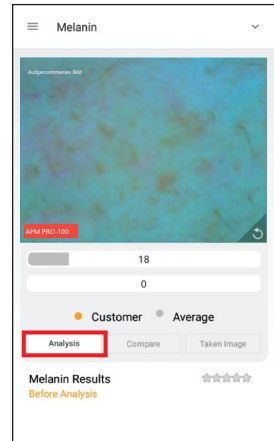 Melanin
Aufgenommenes Bild
APM PRO-100
18
0
Customer
Average
Analysis
Compare
Taken Image
Melanin Results
Before Analysis